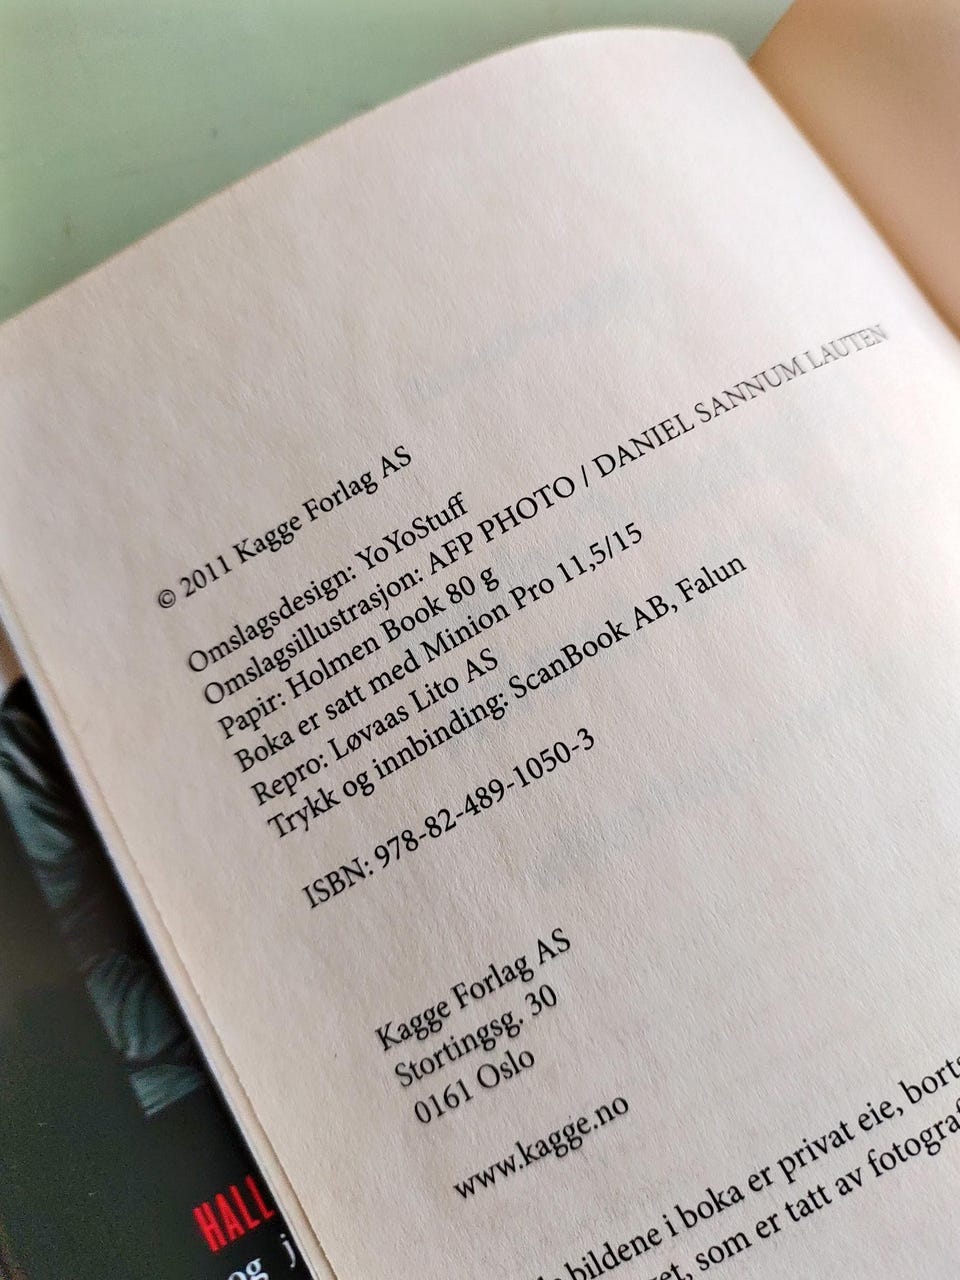 © 2011 Kagge Forlag AS
Omslagsdesign: YoYoStuff
Omslagsillustrasjon: AFP PHOTO / DANIEL SANNUM LAUTEN
Papir: Holmen Book 80 g
Boka er satt med Minion Pro 11,5/15
Repro: Løvaas Lito AS
Trykk og innbinding: ScanBook AB, Falun
ISBN: 978-82-489-1050-3
Kagge Forlag AS
Stortingsg. 30
0161 Oslo
www.kagge.no
bildene i boka er privat eie,
som er tatt av
HALL
og